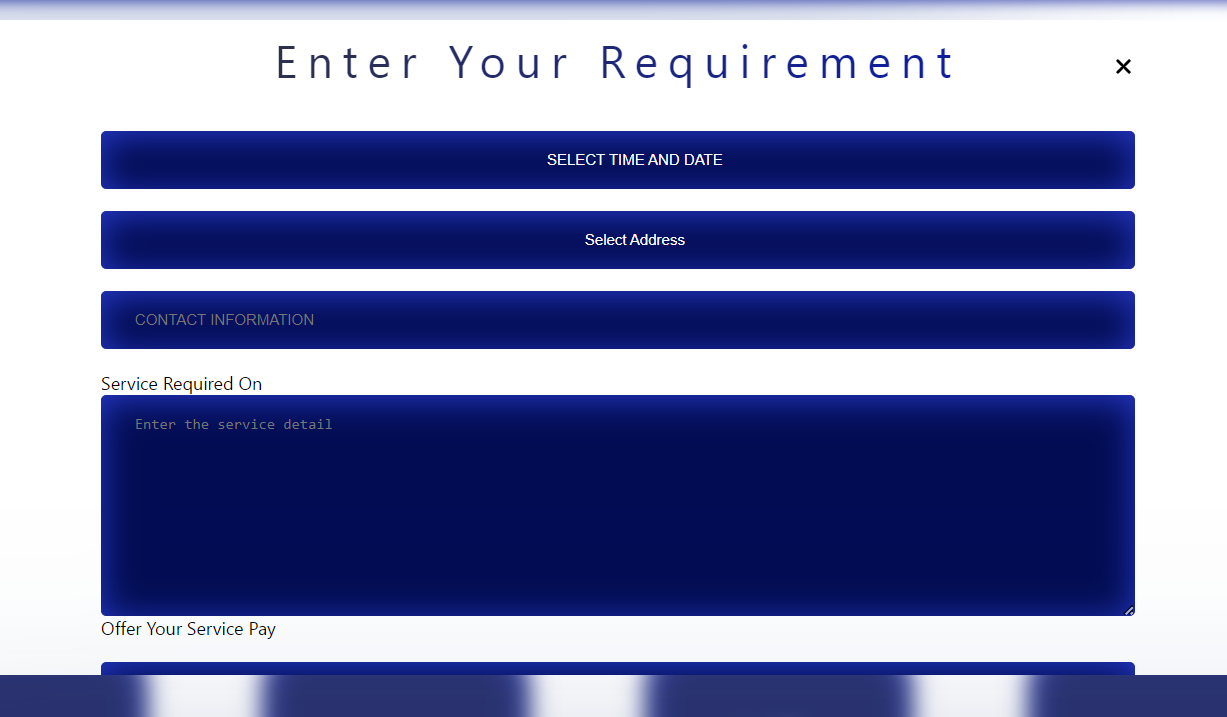 Enter Your Requirement
×
SELECT TIME AND DATE
Select Address
CONTACT INFORMATION
Service Required On
Enter the service detail
Offer Your Service Pay